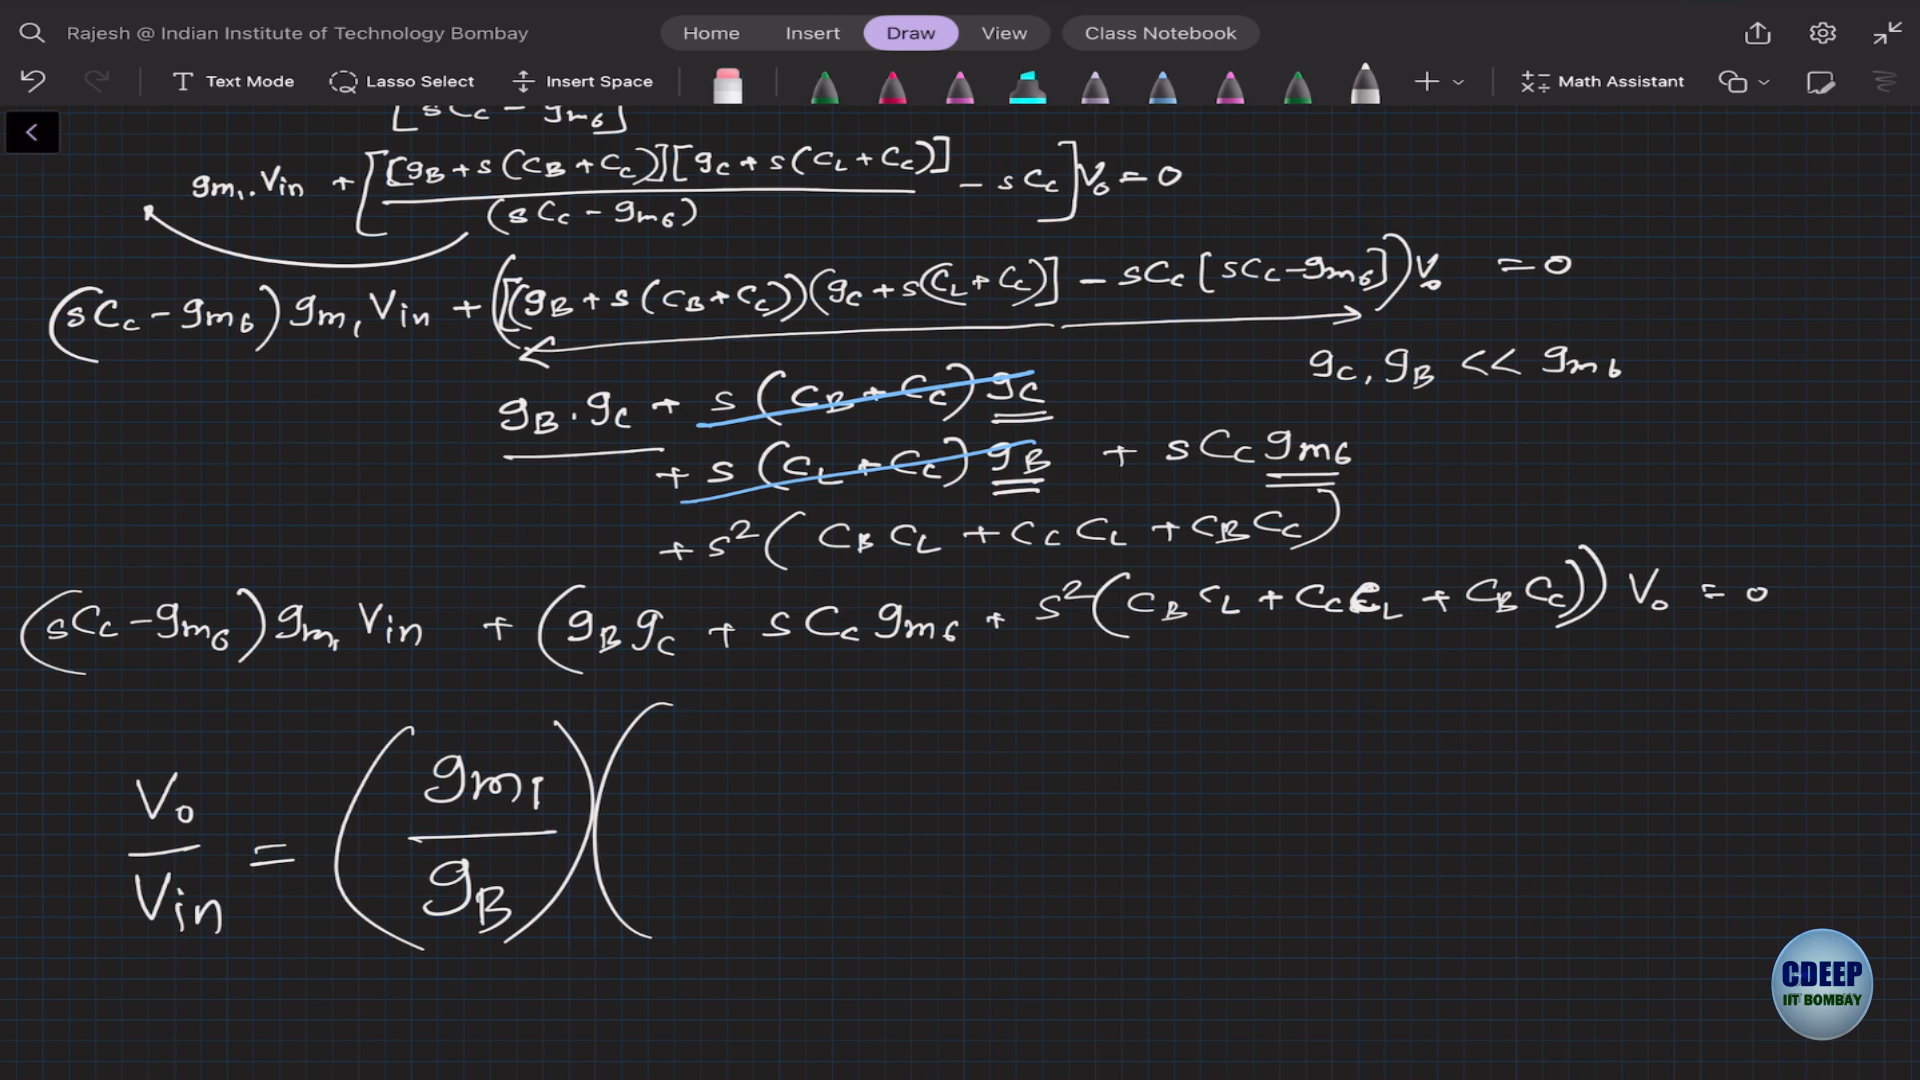 Rajesh @ Indian Institute of Technology Bombay
Home Insert Draw View Class Notebook
Text Mode Lasso Select Insert Space Math Assistant
[sCc - gm6]
gm1.Vin + [[gB + s(CB + Cc)][gc + s(CL + Cc)] / (sCc - gm6) - sCc]Vo = 0
(sCc - gm6)gm1 Vin + ([(gB + s(CB + Cc))(gc + s(CL + Cc)] - sCc[sCc - gm6])Vo = 0
gc, gB << gm6
gB . gc + s(CB + Cc)gc
+ s(CL + Cc)gB + sCc gm6
+ s²(CB CL + Cc CL + CB Cc)
(sCc - gm6)gm1 Vin + (gB gc + sCc gm6 + s²(CB CL + Cc CL + CB Cc)) Vo = 0
Vo / Vin = (gm1 / gB)(
CDEEP
IIT BOMBAY